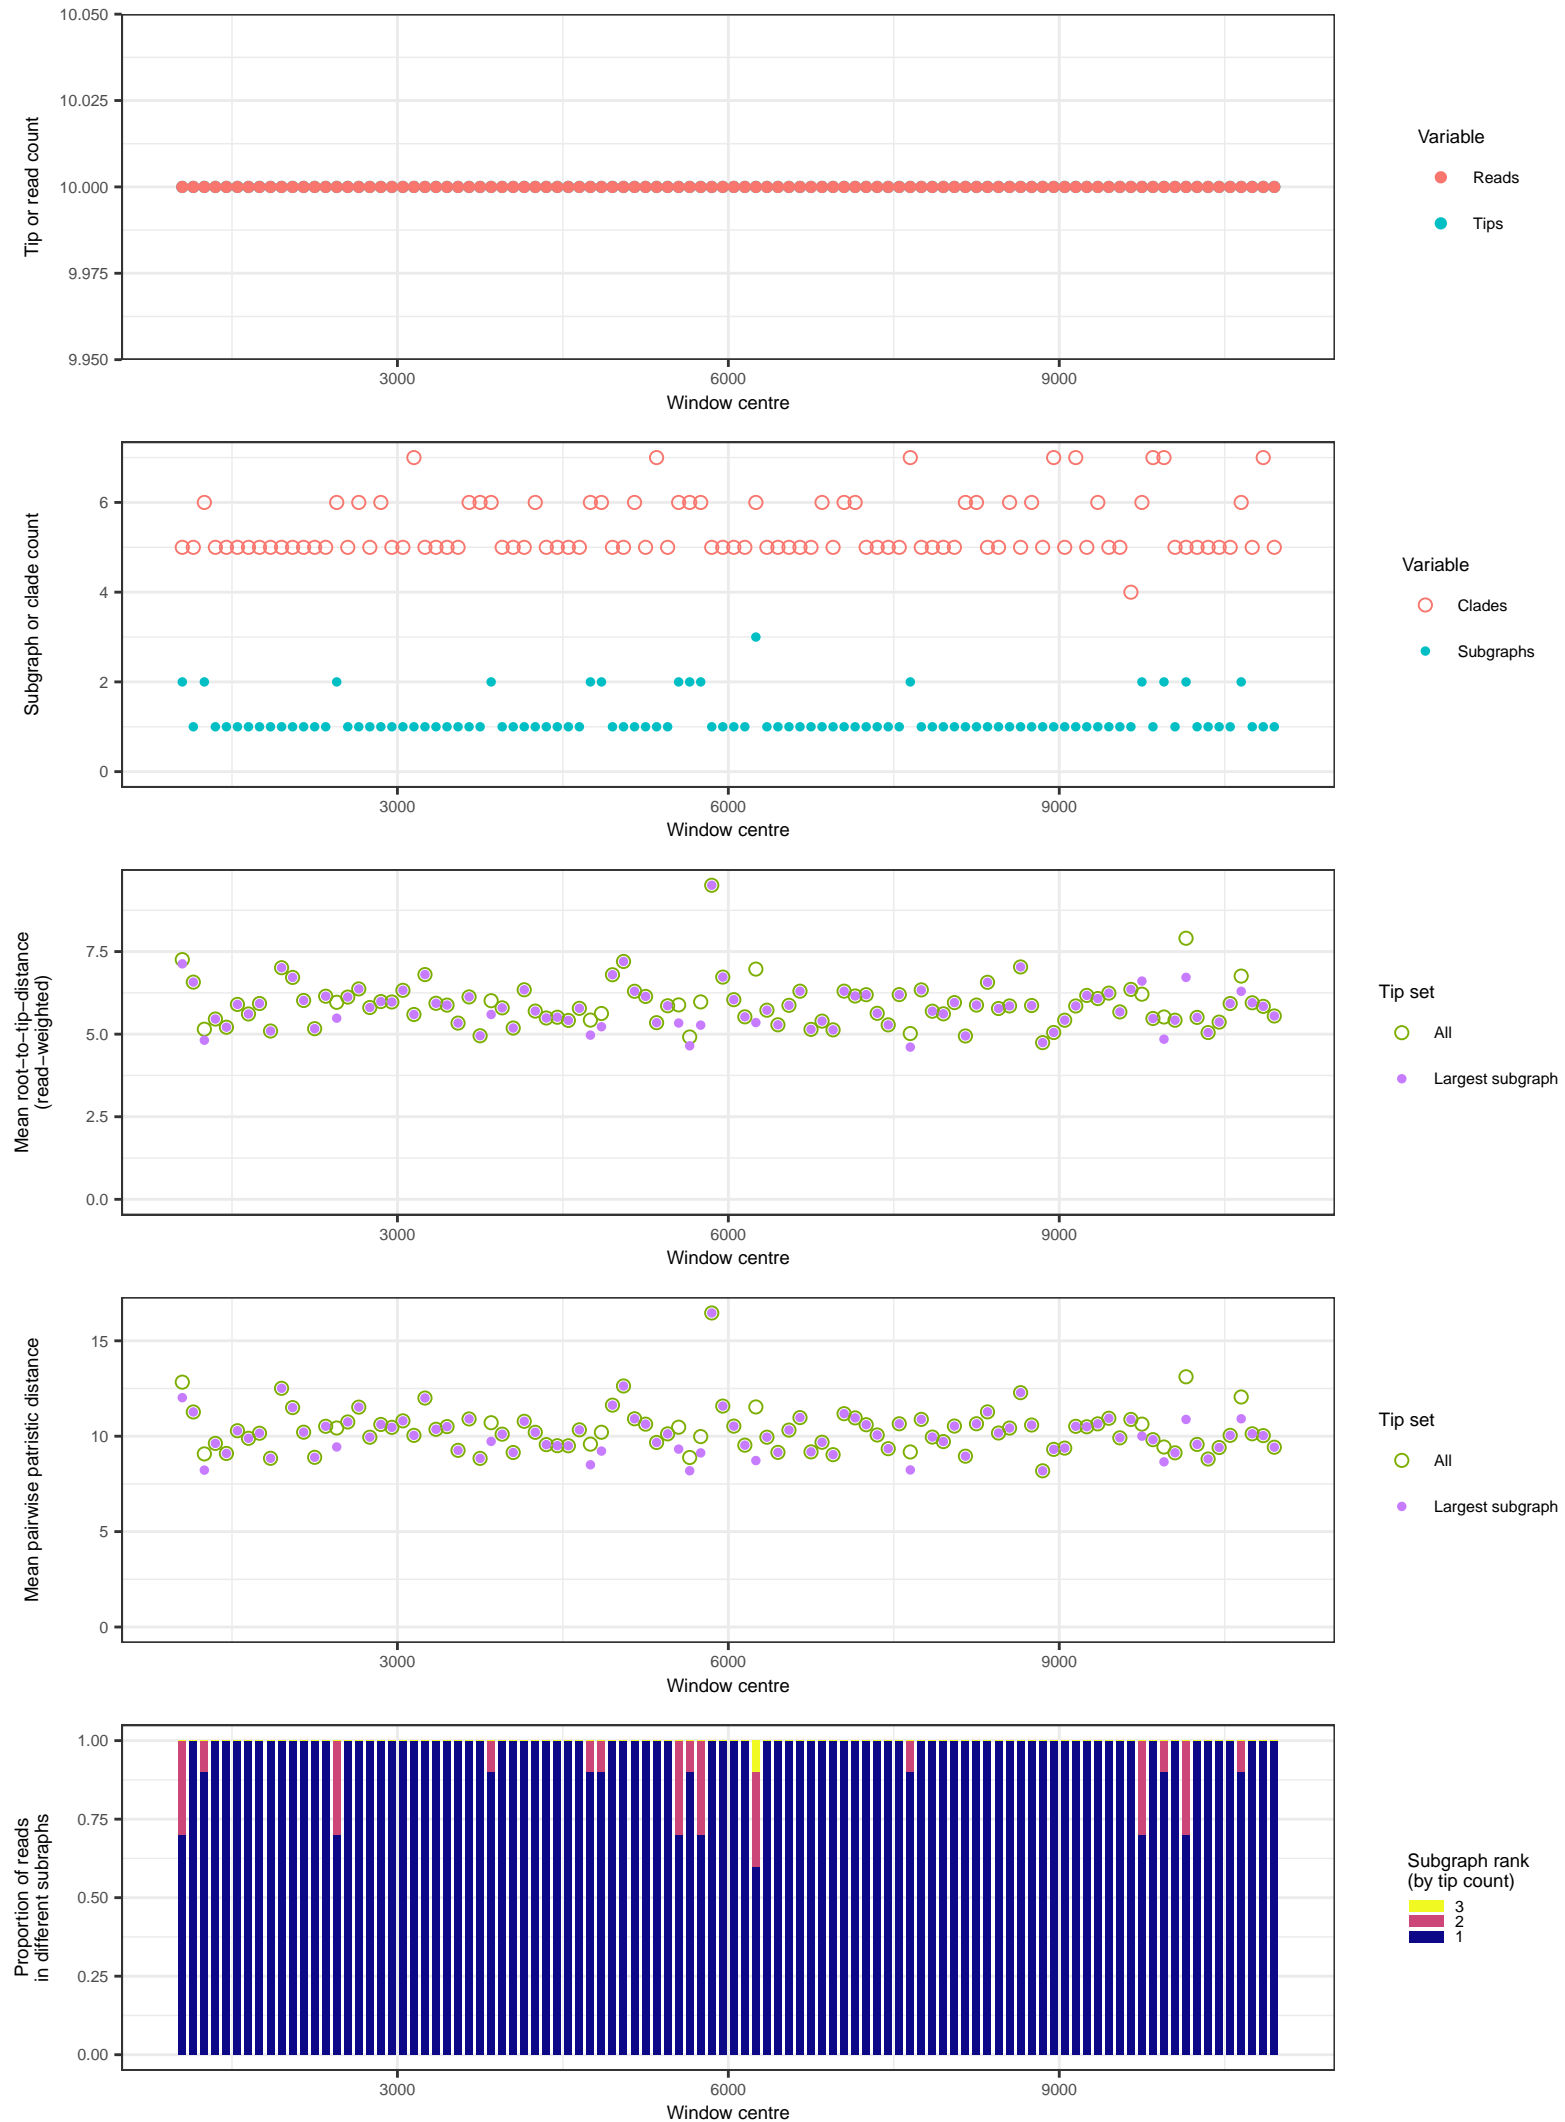 10.050
10.025
10.000
9.975
9.950
Tip or read count
3000 6000 9000
Window centre
Variable
Reads
Tips
6
4
2
0
Subgraph or clade count
3000 6000 9000
Window centre
Variable
Clades
Subgraphs
7.5
5.0
2.5
0.0
Mean root−to−tip−distance
(read−weighted)
3000 6000 9000
Window centre
Tip set
All
Largest subgraph
15
10
5
0
Mean pairwise patristic distance
3000 6000 9000
Window centre
Tip set
All
Largest subgraph
1.00
0.75
0.50
0.25
0.00
Proportion of reads
in different subraphs
3000 6000 9000
Window centre
Subgraph rank
(by tip count)
3
2
1